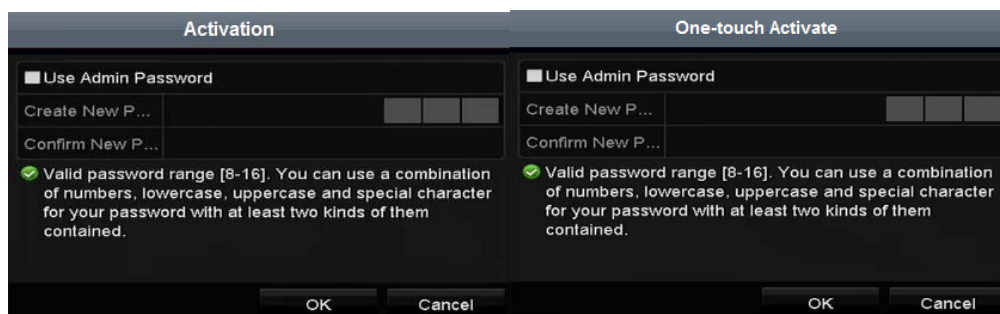 Activation
Use Admin Password
Create New P...
Confirm New P...
Valid password range [8-16]. You can use a combination
of numbers, lowercase, uppercase and special character
for your password with at least two kinds of them
contained.
OK Cancel
One-touch Activate
Use Admin Password
Create New P...
Confirm New P...
Valid password range [8-16]. You can use a combination
of numbers, lowercase, uppercase and special character
for your password with at least two kinds of them
contained.
OK Cancel